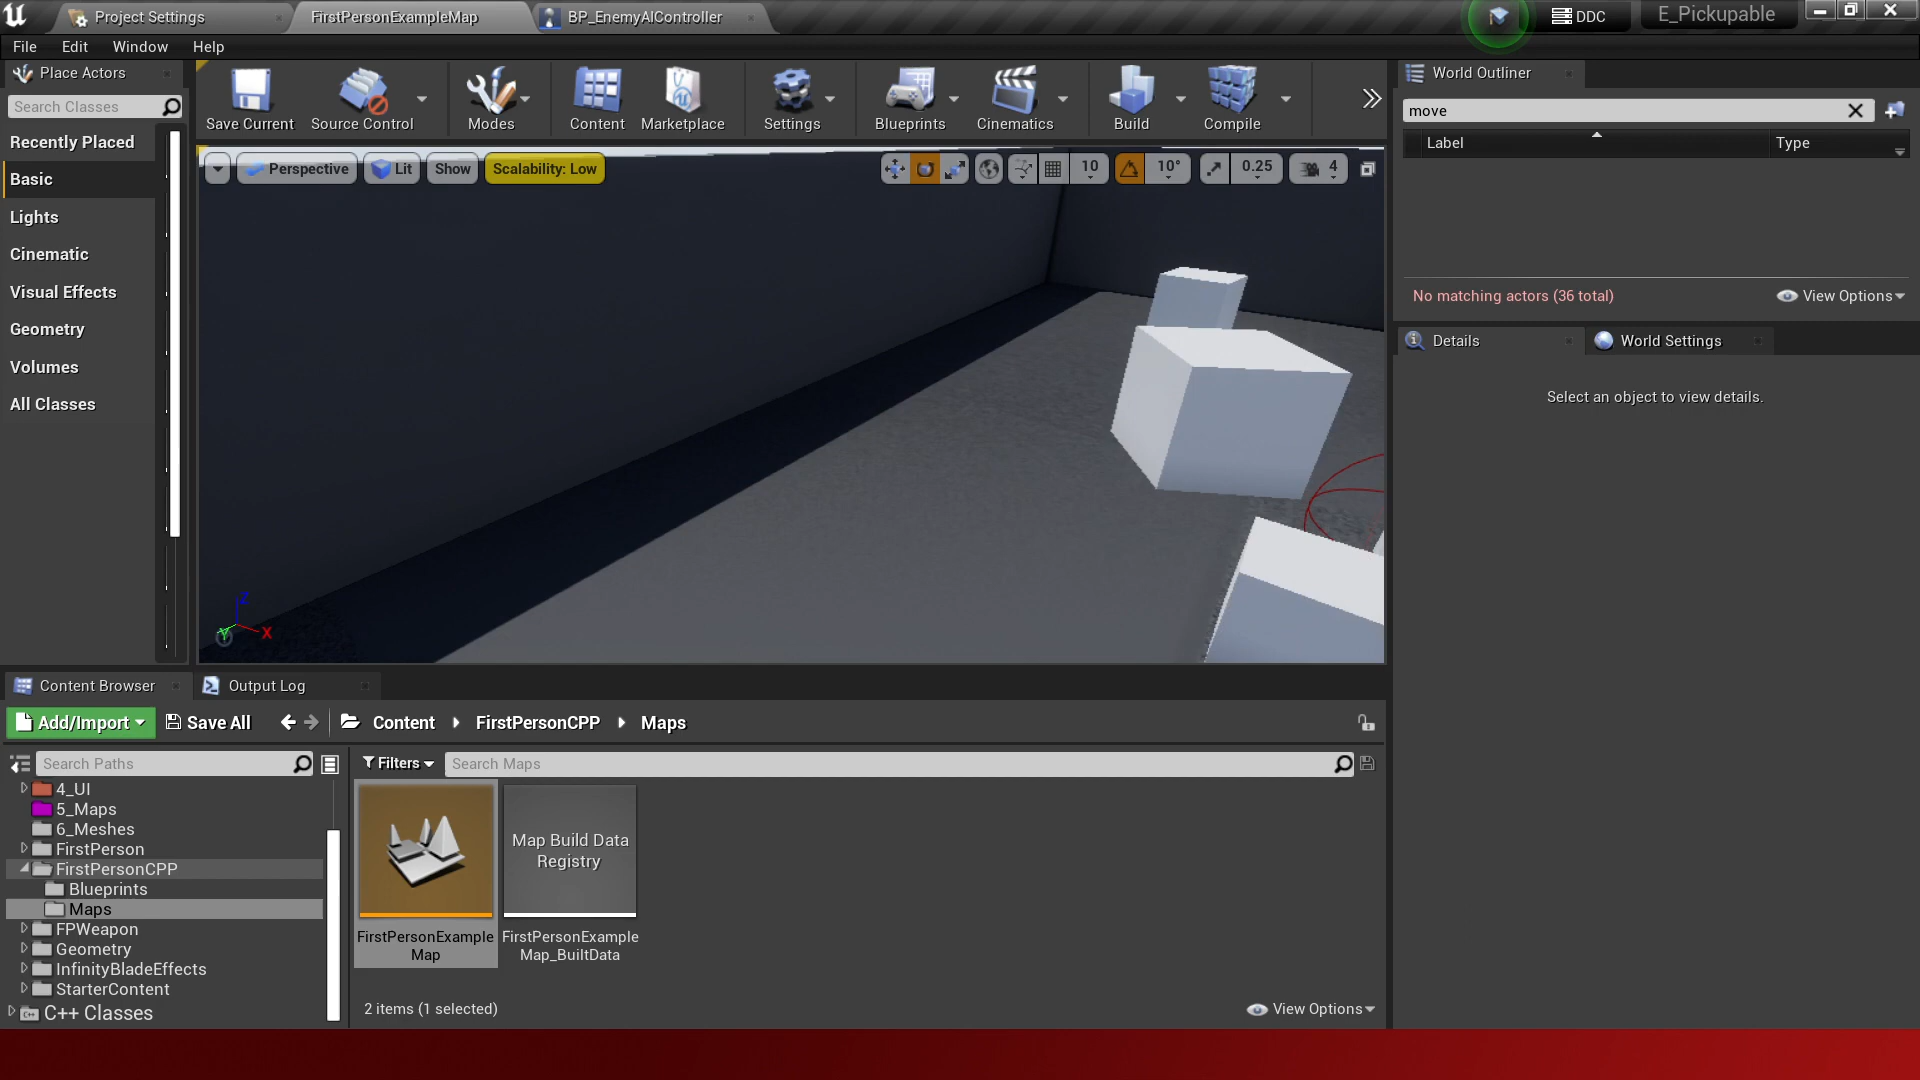 Project Settings
FirstPersonExampleMap
BP_EnemyAIController
DDC
E_Pickupable
File Edit Window Help
Place Actors
Search Classes
Recently Placed
Basic
Lights
Cinematic
Visual Effects
Geometry
Volumes
All Classes
Save Current
Source Control
Modes
Content
Marketplace
Settings
Blueprints
Cinematics
Build
Compile
Perspective
Lit
Show
Scalability: Low
10
10°
0.25
4
Z
Y
X
World Outliner
move
Label
Type
No matching actors (36 total)
View Options
Details
World Settings
Select an object to view details.
Content Browser
Output Log
Add/Import
Save All
Content
FirstPersonCPP
Maps
Search Paths
Filters
Search Maps
4_UI
5_Maps
6_Meshes
FirstPerson
FirstPersonCPP
Blueprints
Maps
FPWeapon
Geometry
InfinityBladeEffects
StarterContent
C++ Classes
FirstPersonExample
Map
Map Build Data
Registry
FirstPersonExample
Map_BuiltData
2 items (1 selected)
View Options